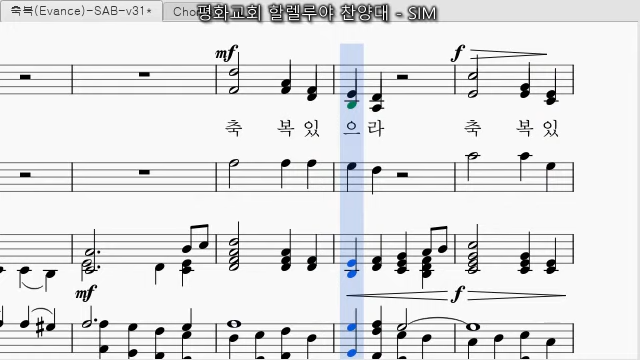 축복(Evance)-SAB-v31*
Cho
평화교회 할렐루야 찬양대 - SIM
mf
f
축 복있 으라 축 복있
mf
f